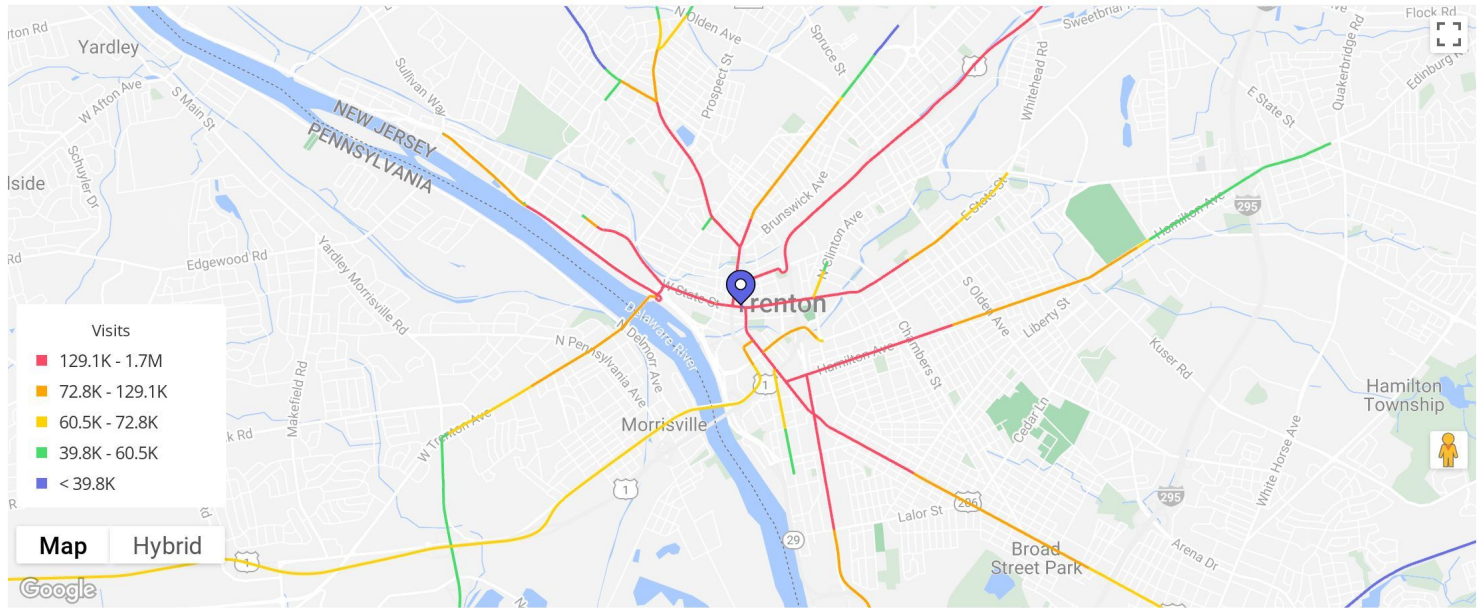 Yardley
W Afton Ave
S Main St
Sullivan Way
N Olden Ave
Spruce St
Prospect St
1
Whitehead Rd
Flock Rd
Quakerbridge Rd
E State St
NEW JERSEY
PENNSYLVANIA
Schuyler Dr
Brunswick Ave
E State St
Hamilton Ave
295
Edgewood Rd
Yardley Morrisville Rd
N Clinton Ave
W State St
Trenton
Delaware River
N Delmorr Ave
N Pennsylvania Ave
S Olden Ave
Liberty St
Chambers St
Hamilton Ave
Kuser Rd
Hamilton
Township
Makefield Rd
1
Morrisville
W Trenton Ave
Cedar Ln
White Horse Ave
1
206
295
Lalor St
29
Broad
Street Park
Arena Dr
1
Visits
129.1K - 1.7M
72.8K - 129.1K
60.5K - 72.8K
39.8K - 60.5K
< 39.8K
Map
Hybrid
Google